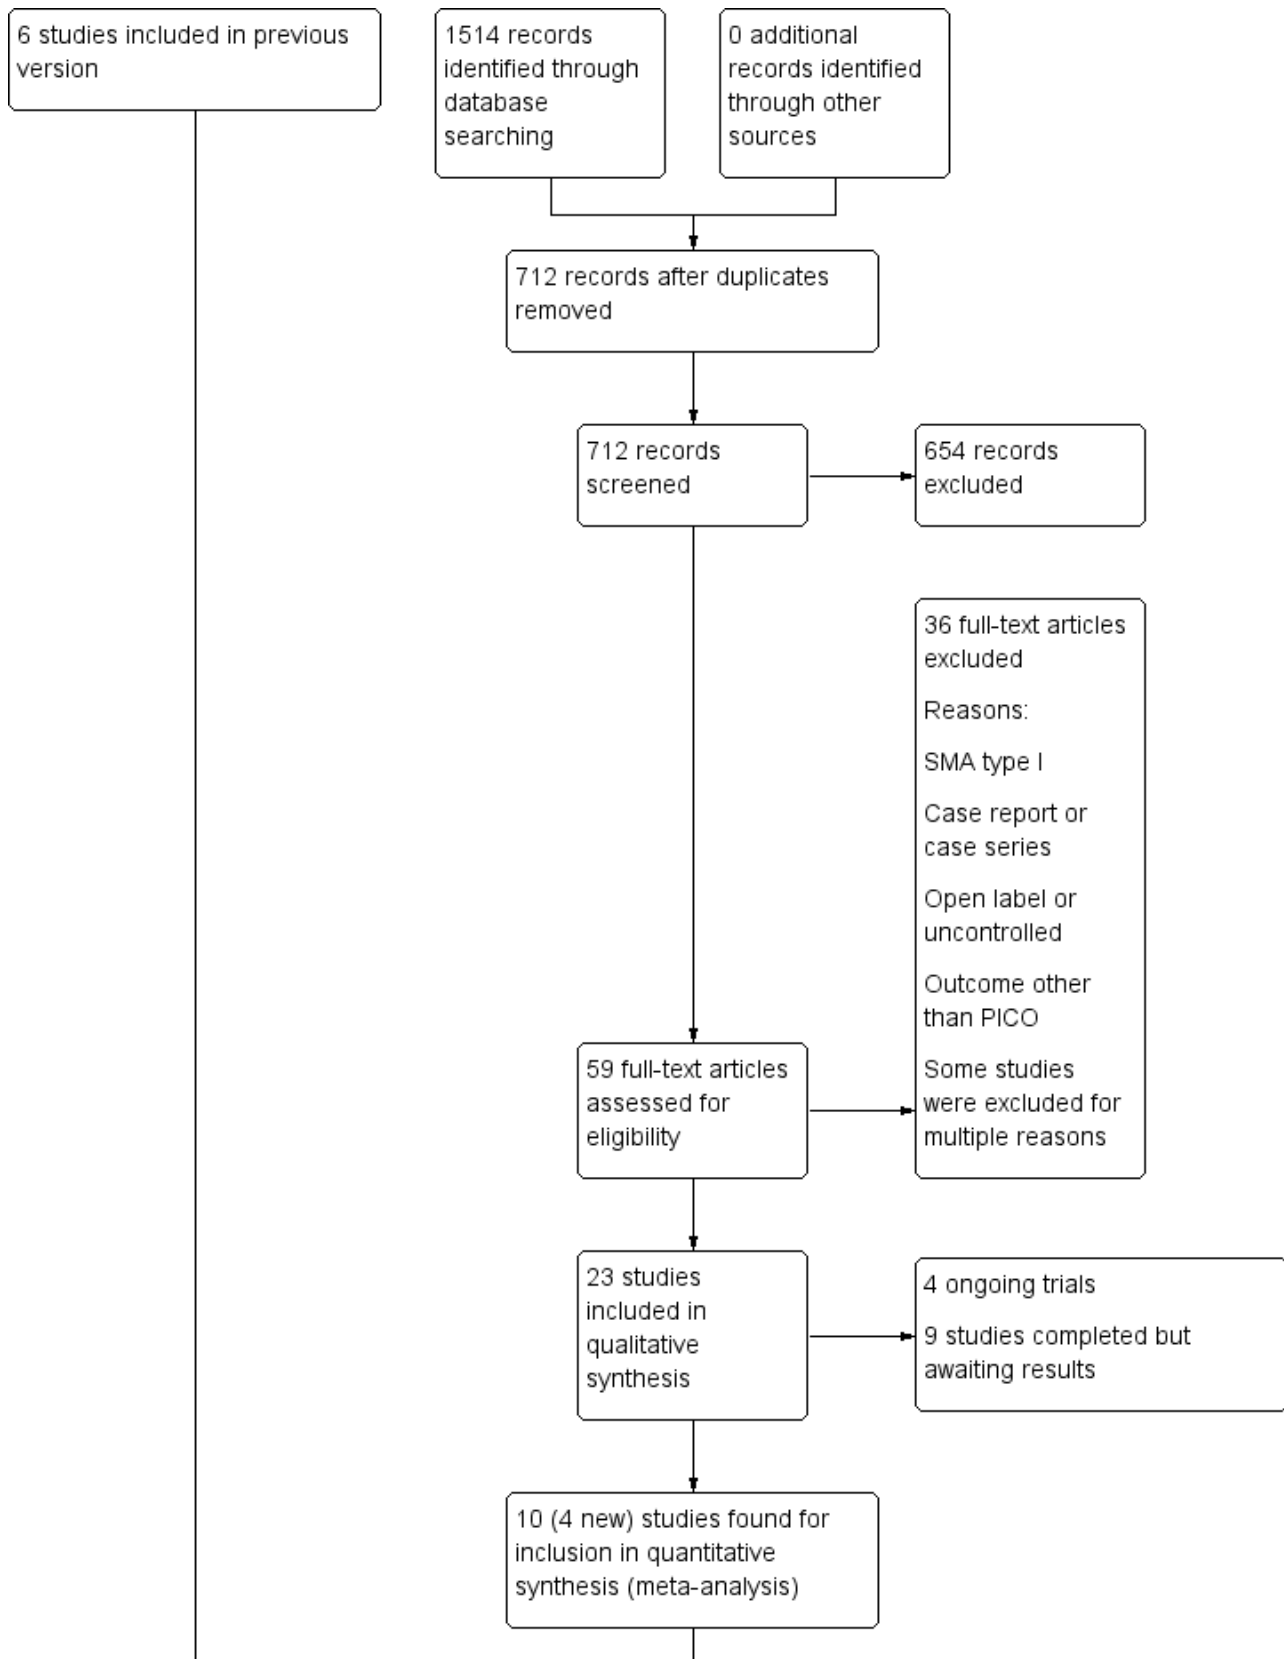 6 studies included in previous
version
1514 records
identified through
database
searching
0 additional
records identified
through other
sources
712 records after duplicates
removed
712 records
screened
654 records
excluded
36 full-text articles
excluded
Reasons:
SMA type I
Case report or
case series
Open label or
uncontrolled
Outcome other
than PICO
Some studies
were excluded for
multiple reasons
59 full-text articles
assessed for
eligibility
23 studies
included in
qualitative
synthesis
4 ongoing trials
9 studies completed but
awaiting results
10 (4 new) studies found for
inclusion in quantitative
synthesis (meta-analysis)